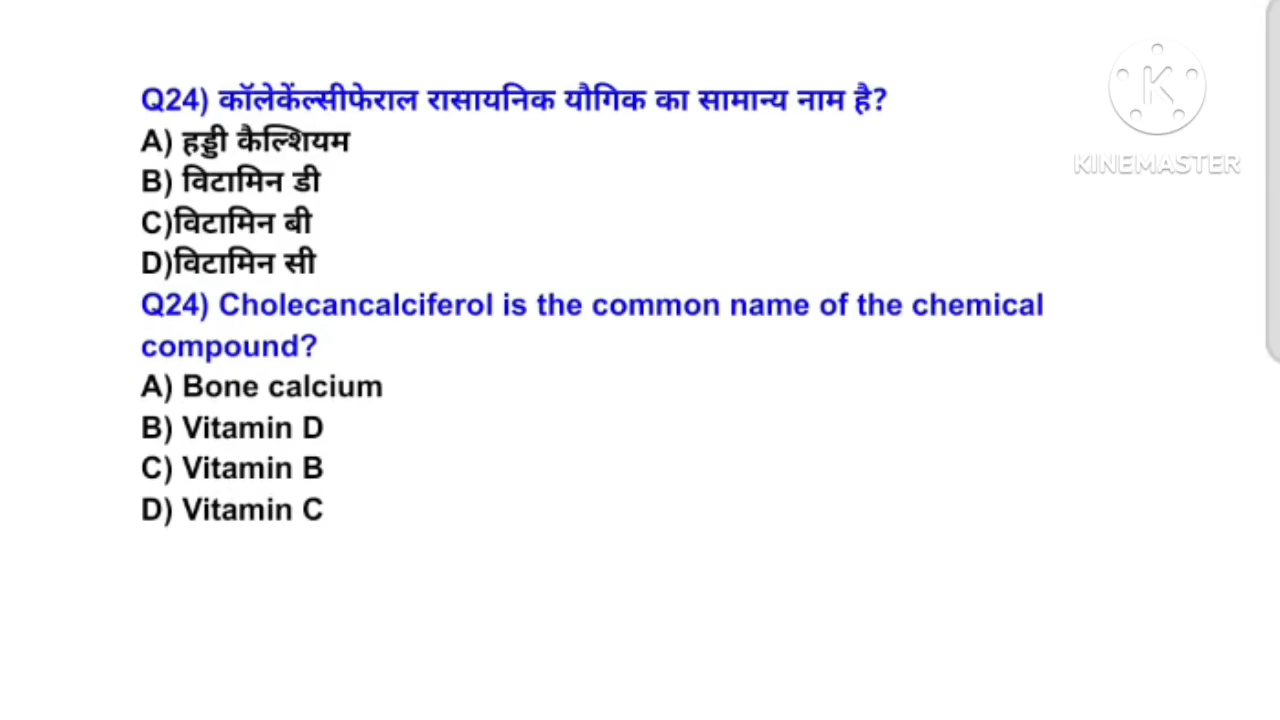 Q24) कॉलेकेंल्सीफेराल रासायनिक यौगिक का सामान्य नाम है?
A) हड्डी कैल्शियम
B) विटामिन डी
C)विटामिन बी
D)विटामिन सी
Q24) Cholecancalciferol is the common name of the chemical
compound?
A) Bone calcium
B) Vitamin D
C) Vitamin B
D) Vitamin C
K
KINEMASTER